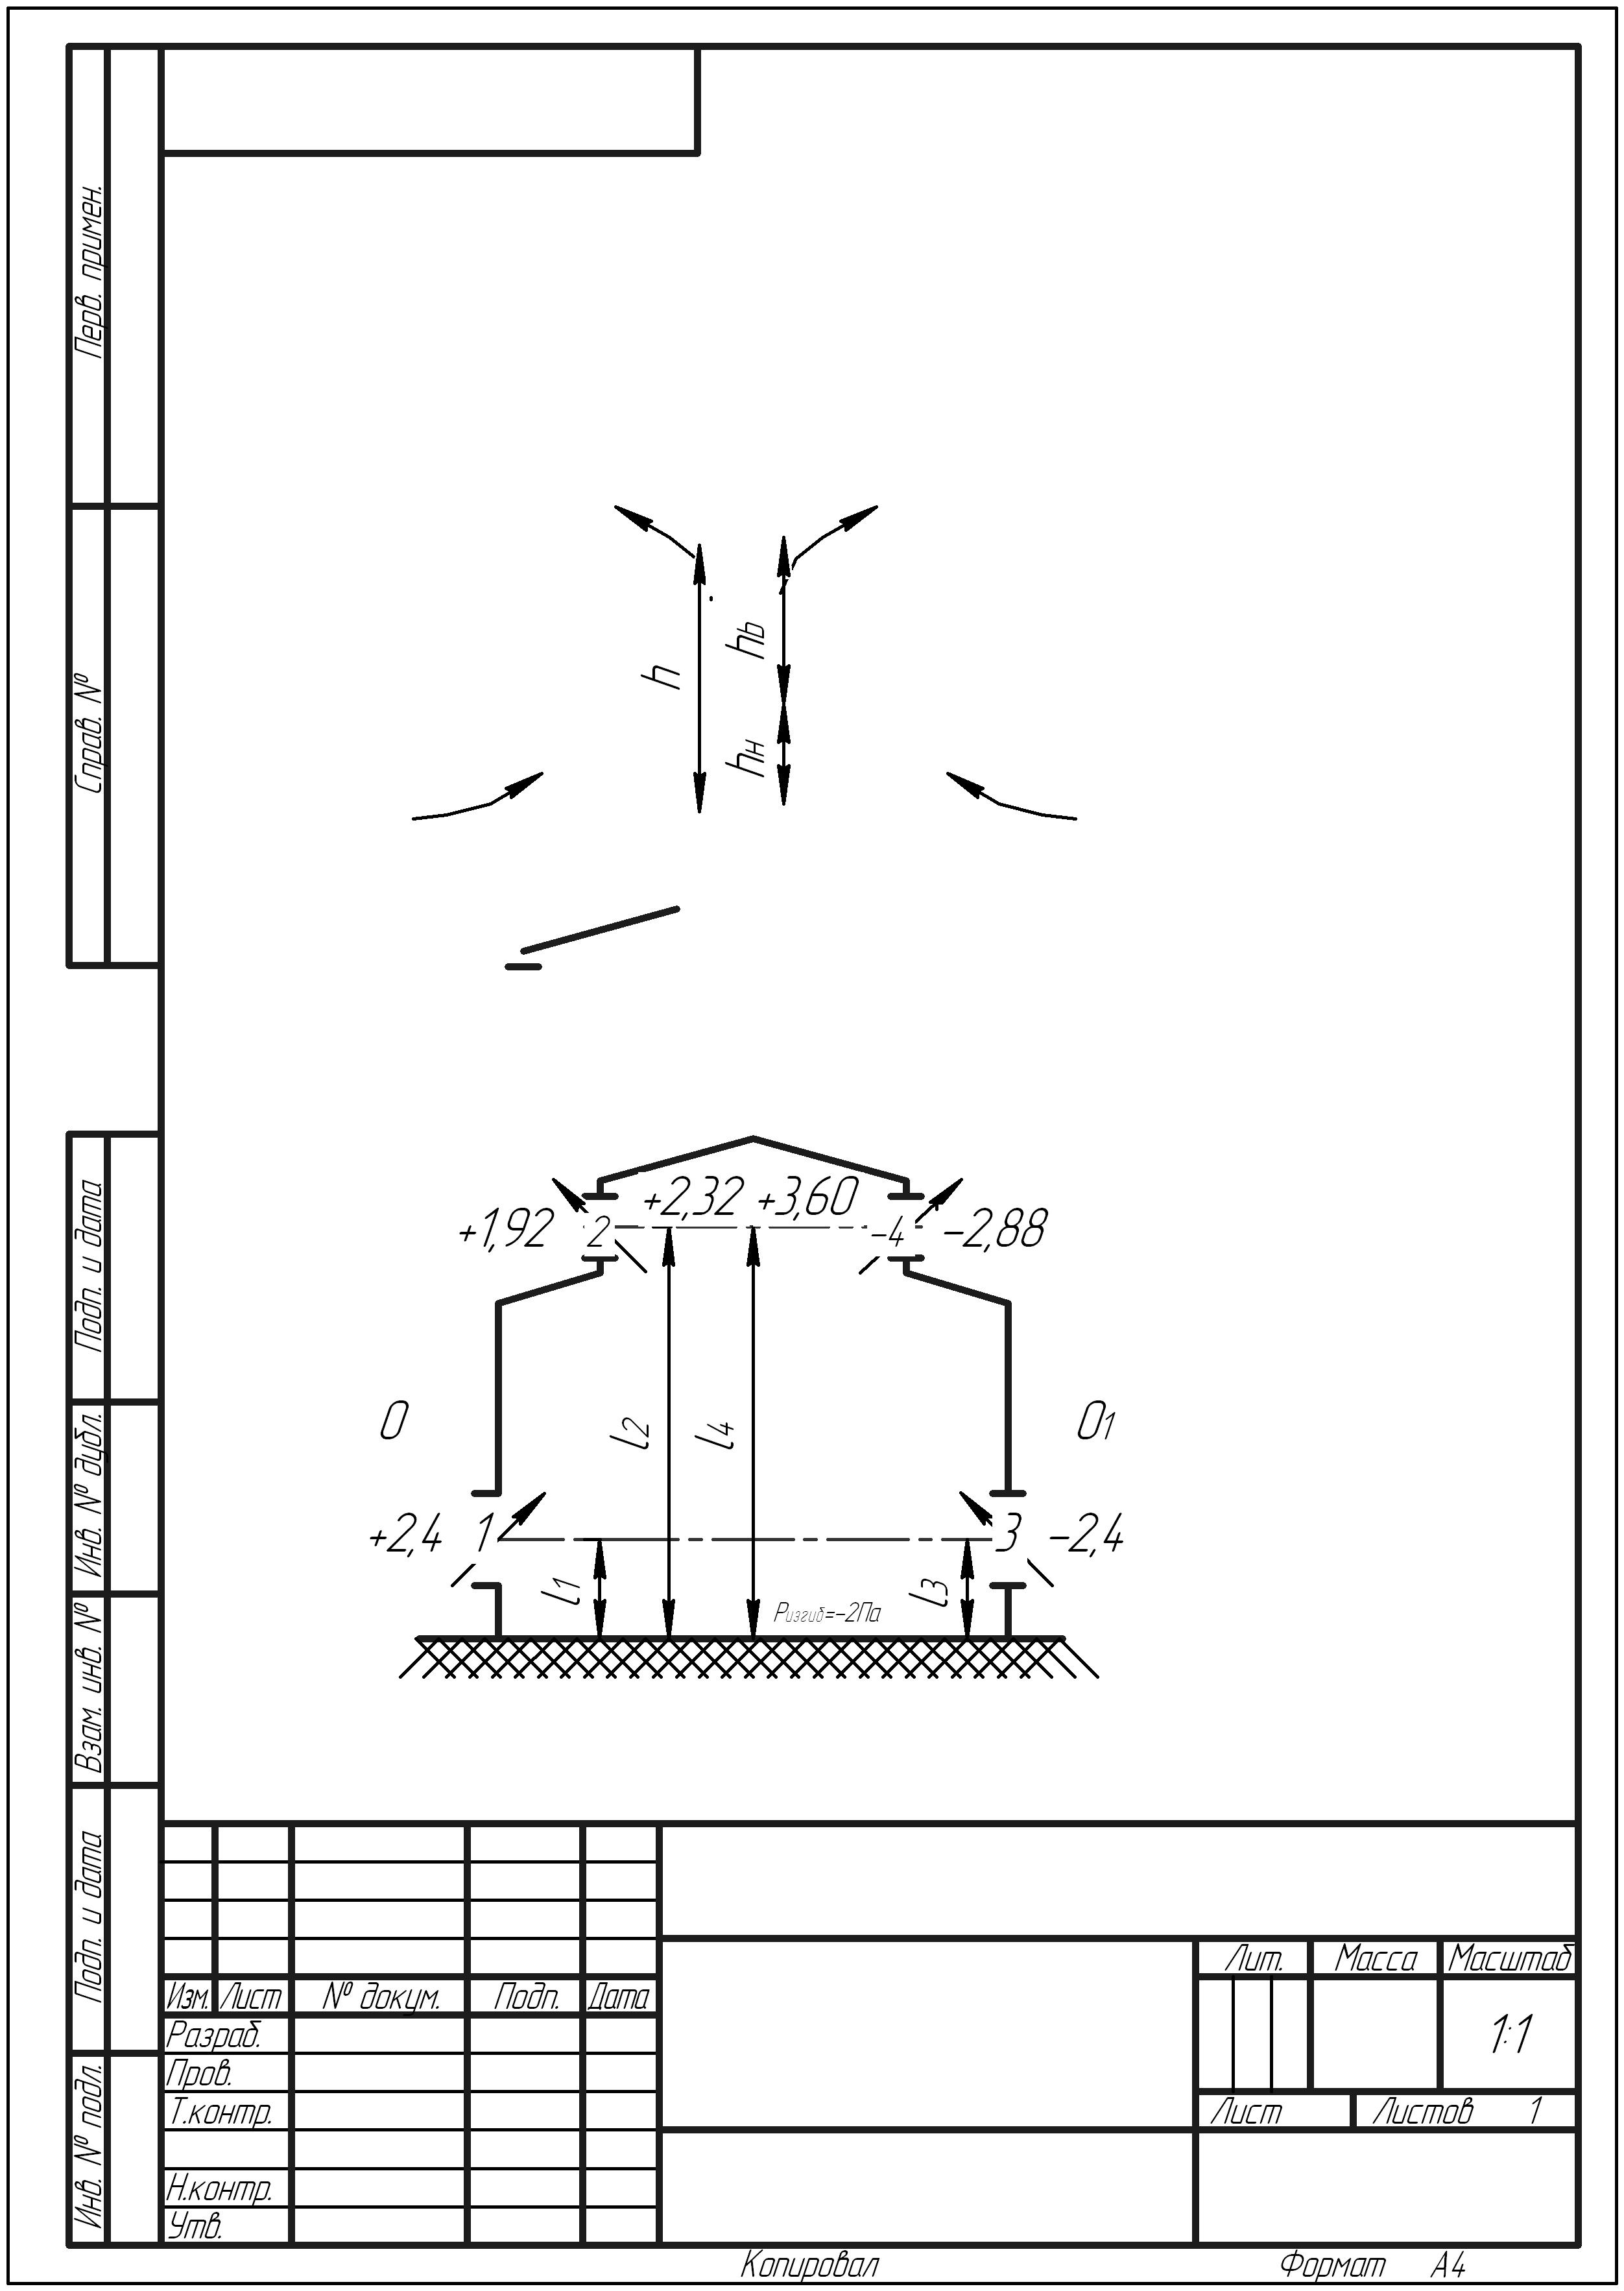 Перв. примен.
Справ. №
Подп. и дата
Инв. № дубл.
Взам. инв. №
Подп. и дата
Инв. № подл.
h
hв
hн
+2,32 +3,60
+1,92 2 -4 -2,88
l2 l4
0 01
+2,4 1 3 -2,4
l1 l3
Pизгиб=-2Па
Изм. Лист № докум. Подп. Дата
Разраб.
Пров.
Т.контр.
Н.контр.
Утв.
Лит. Масса Масштаб
1:1
Лист Листов 1
Копировал Формат А4